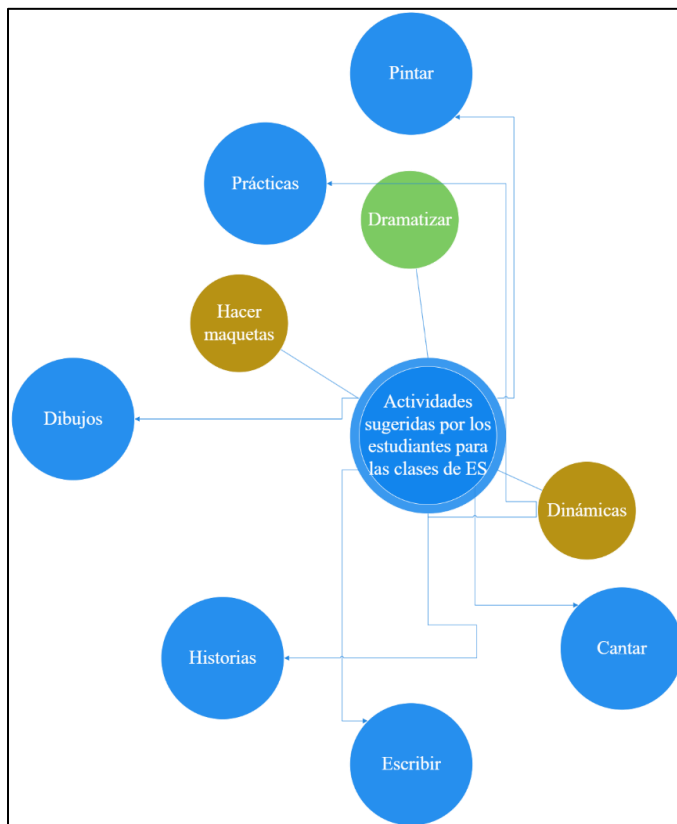 Pintar
Prácticas
Dramatizar
Hacer
maquetas
Actividades
sugeridas por los
estudiantes para
las clases de ES
Dibujos
Dinámicas
Cantar
Historias
Escribir